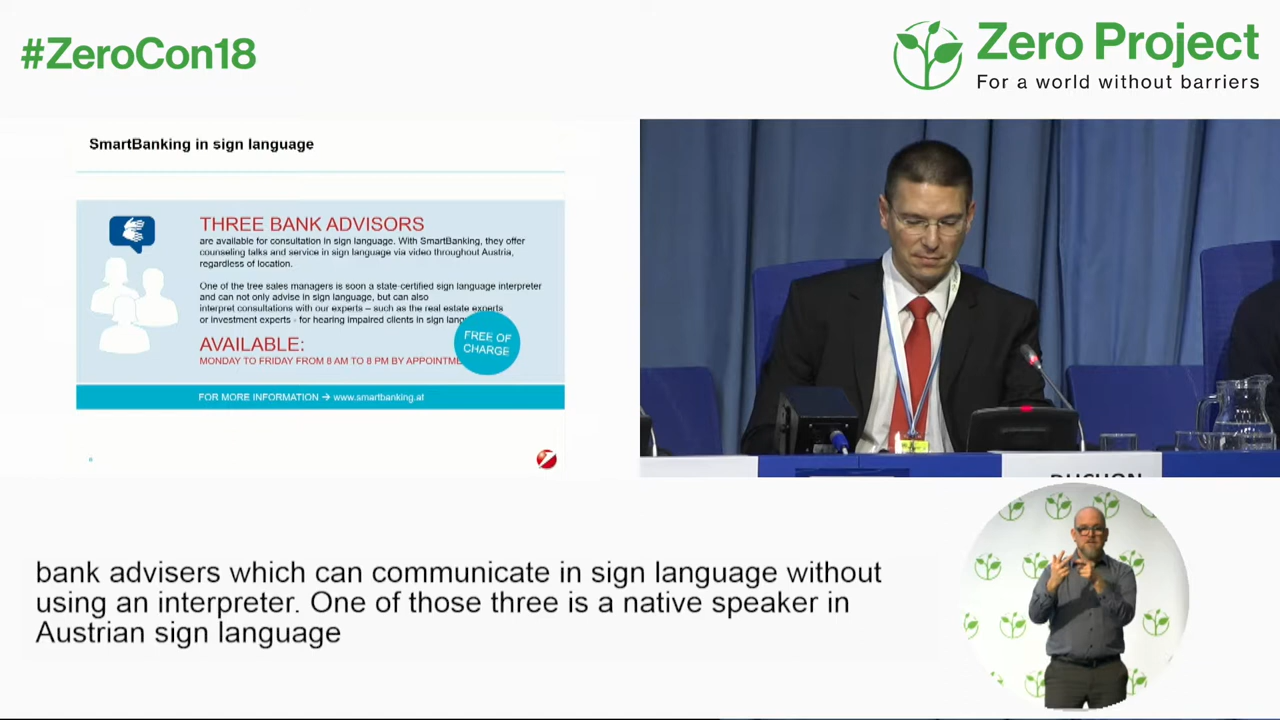 #ZeroCon18
Zero Project
For a world without barriers
SmartBanking in sign language
THREE BANK ADVISORS
are available for consultation in sign language. With SmartBanking, they offer
counseling talks and service in sign language via video throughout Austria,
regardless of location.
One of the tree sales managers is soon a state-certified sign language interpreter
and can not only advise in sign language, but can also
interpret consultations with our experts – such as the real estate experts
or investment experts - for hearing impaired clients in sign
AVAILABLE:
MONDAY TO FRIDAY FROM 8 AM TO 8 PM BY
FREE OF
CHARGE
FOR MORE INFORMATION → www.smartbanking.at
bank advisers which can communicate in sign language without
using an interpreter. One of those three is a native speaker in
Austrian sign language